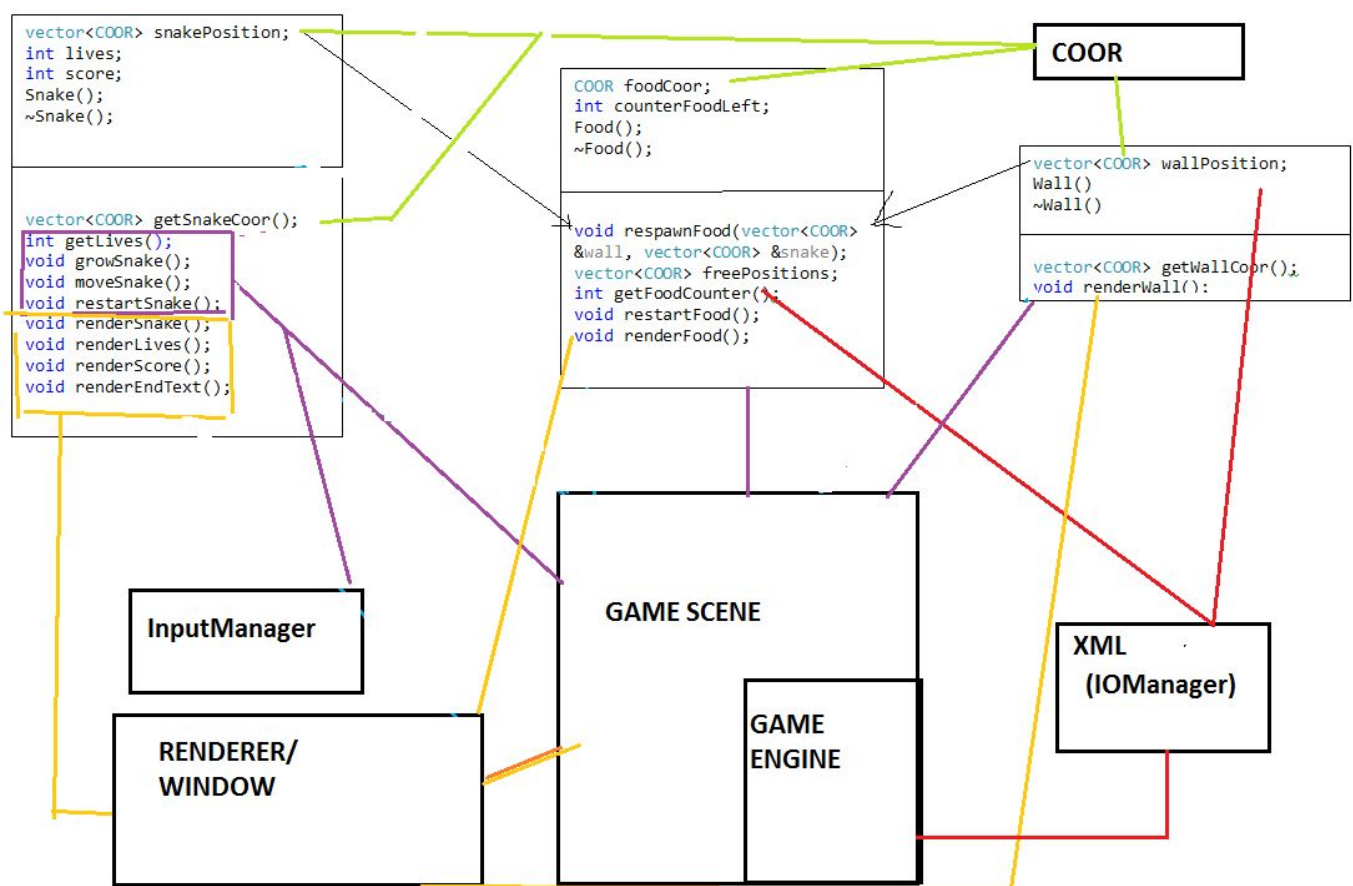 vector<COOR> snakePosition;
int lives;
int score;
Snake();
~Snake();
vector<COOR> getSnakeCoor();
int getLives();
void growSnake();
void moveSnake();
void restartSnake();
void renderSnake();
void renderLives();
void renderScore();
void renderEndText();
COOR foodCoor;
int counterFoodLeft;
Food();
~Food();
void respawnFood(vector<COOR>
&wall, vector<COOR> &snake);
vector<COOR> freePositions;
int getFoodCounter();
void restartFood();
void renderFood();
COOR
vector<COOR> wallPosition;
Wall()
~Wall()
vector<COOR> getWallCoor();
void renderWall();
InputManager
RENDERER/
WINDOW
GAME SCENE
GAME
ENGINE
XML
(IOManager)